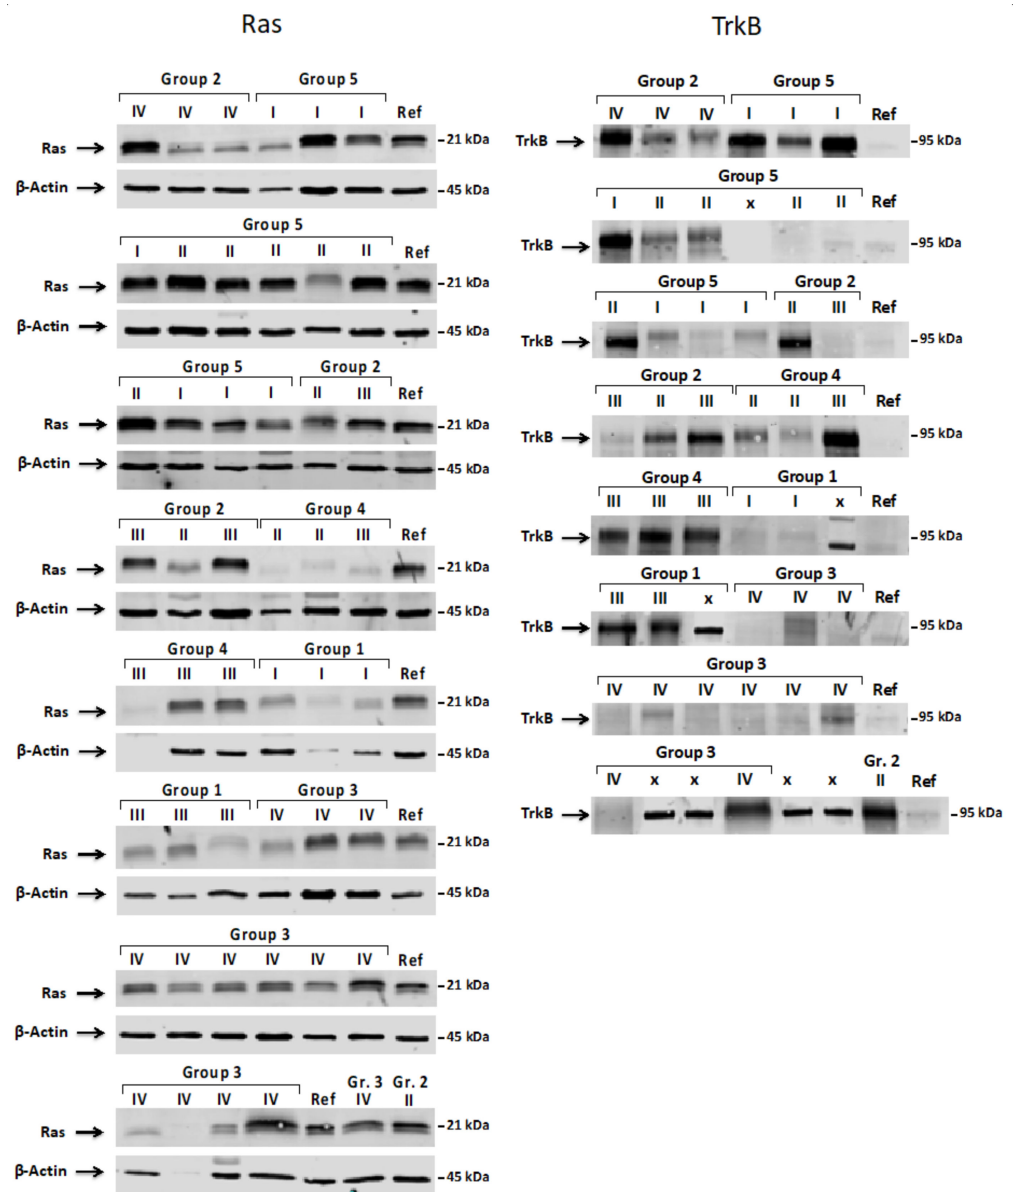 Ras
Group 2 Group 5
IV IV IV I I I Ref
Ras 21 kDa
β-Actin 45 kDa
Group 5
I II II II II II Ref
Ras 21 kDa
β-Actin 45 kDa
Group 5 Group 2
II I I I II III Ref
Ras 21 kDa
β-Actin 45 kDa
Group 2 Group 4
III II III II II III Ref
Ras 21 kDa
β-Actin 45 kDa
Group 4 Group 1
III III III I I I Ref
Ras 21 kDa
β-Actin 45 kDa
Group 1 Group 3
III III III IV IV IV Ref
Ras 21 kDa
β-Actin 45 kDa
Group 3
IV IV IV IV IV IV Ref
Ras 21 kDa
β-Actin 45 kDa
Group 3 Gr. 3 Gr. 2
IV IV IV IV Ref IV II
Ras 21 kDa
β-Actin 45 kDa
TrkB
Group 2 Group 5
IV IV IV I I I Ref
TrkB 95 kDa
Group 5
I II II x II II Ref
TrkB 95 kDa
Group 5 Group 2
II I I I II III Ref
TrkB 95 kDa
Group 2 Group 4
III II III II II III Ref
TrkB 95 kDa
Group 4 Group 1
III III III I I x Ref
TrkB 95 kDa
Group 1 Group 3
III III x IV IV IV Ref
TrkB 95 kDa
Group 3
IV IV IV IV IV IV Ref
TrkB 95 kDa
Group 3 Gr. 2
IV x x IV x x II Ref
TrkB 95 kDa